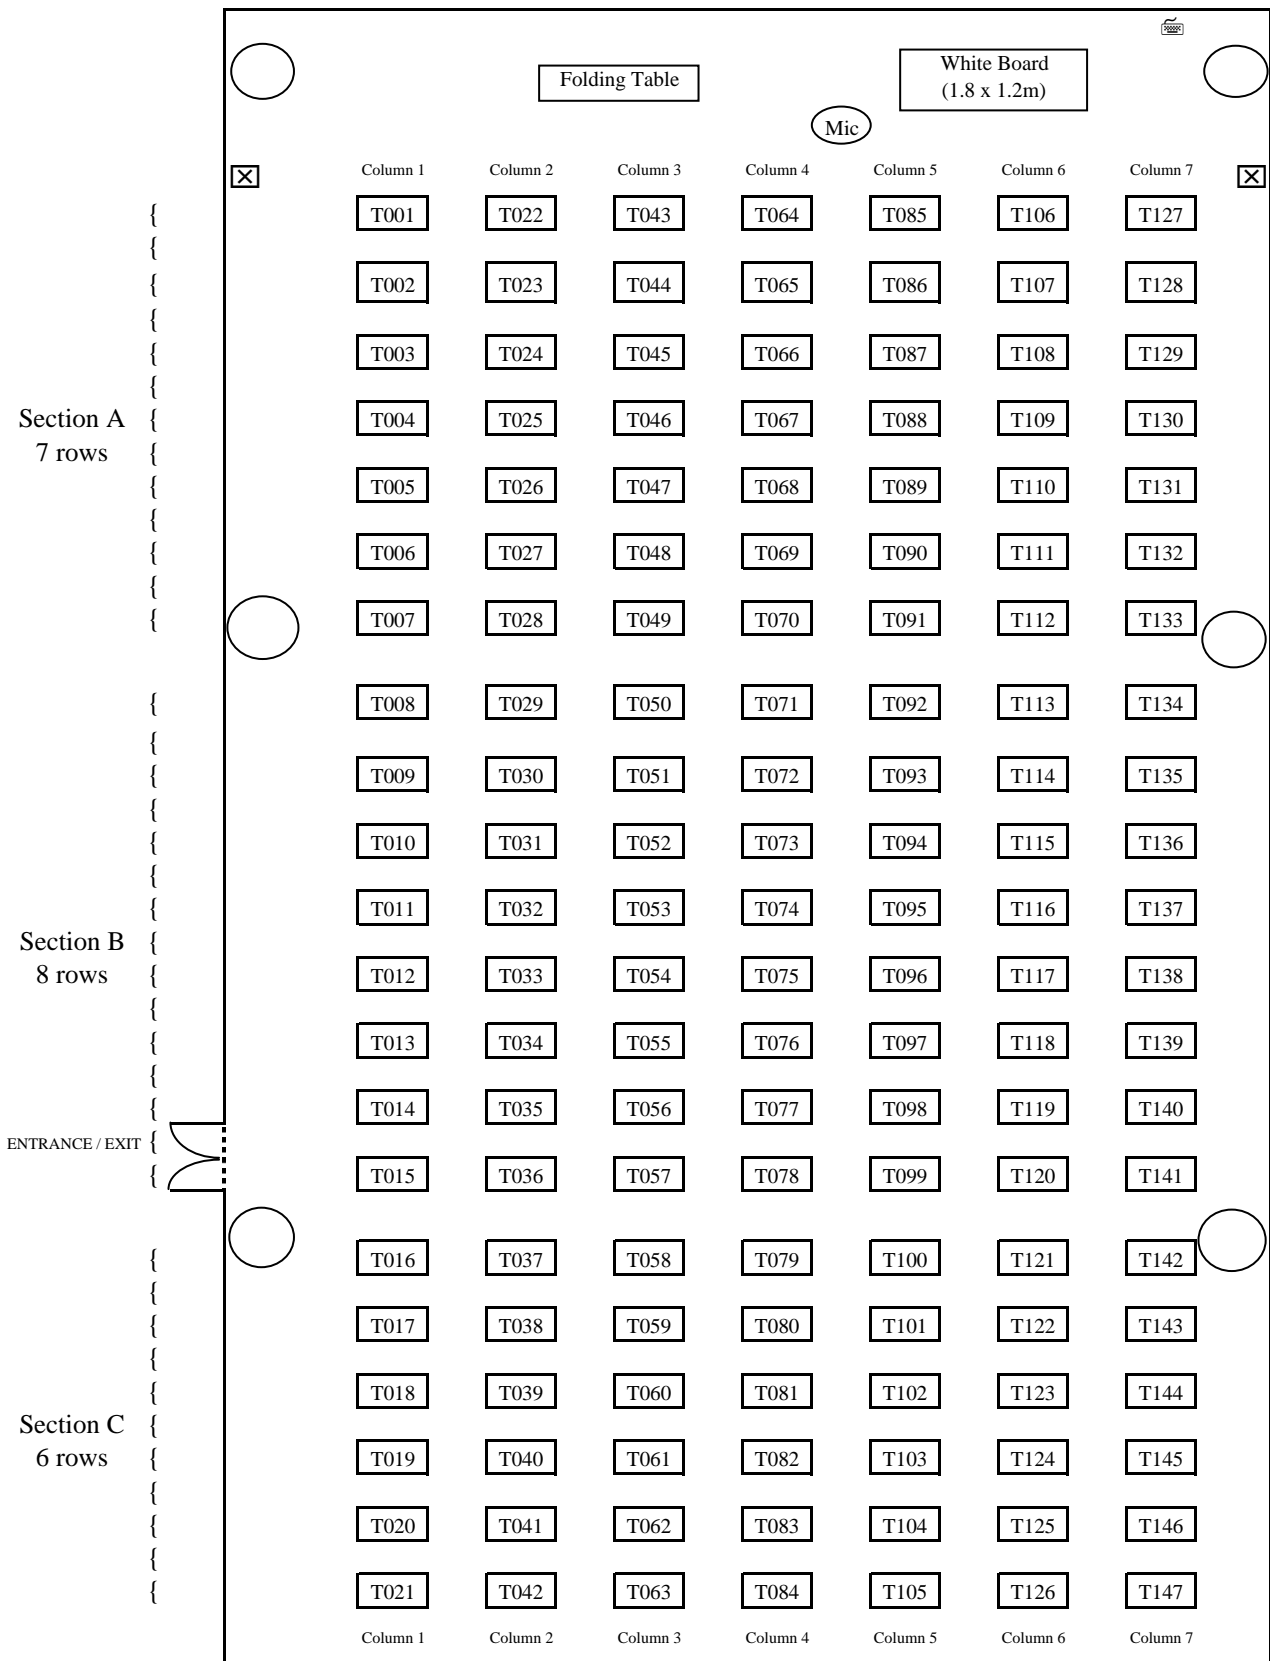 Folding Table
White Board
(1.8 x 1.2m)
Mic
Column 1 Column 2 Column 3 Column 4 Column 5 Column 6 Column 7
{ T001 T022 T043 T064 T085 T106 T127
{
{ T002 T023 T044 T065 T086 T107 T128
{
{ T003 T024 T045 T066 T087 T108 T129
{
Section A { T004 T025 T046 T067 T088 T109 T130
7 rows {
{ T005 T026 T047 T068 T089 T110 T131
{
{ T006 T027 T048 T069 T090 T111 T132
{
{ T007 T028 T049 T070 T091 T112 T133
{ T008 T029 T050 T071 T092 T113 T134
{
{ T009 T030 T051 T072 T093 T114 T135
{
{ T010 T031 T052 T073 T094 T115 T136
{
{ T011 T032 T053 T074 T095 T116 T137
Section B {
8 rows { T012 T033 T054 T075 T096 T117 T138
{
{ T013 T034 T055 T076 T097 T118 T139
{
{ T014 T035 T056 T077 T098 T119 T140
ENTRANCE / EXIT {
{ T015 T036 T057 T078 T099 T120 T141
{ T016 T037 T058 T079 T100 T121 T142
{
{ T017 T038 T059 T080 T101 T122 T143
{
{ T018 T039 T060 T081 T102 T123 T144
Section C {
6 rows { T019 T040 T061 T082 T103 T124 T145
{
{ T020 T041 T062 T083 T104 T125 T146
{
{ T021 T042 T063 T084 T105 T126 T147
Column 1 Column 2 Column 3 Column 4 Column 5 Column 6 Column 7